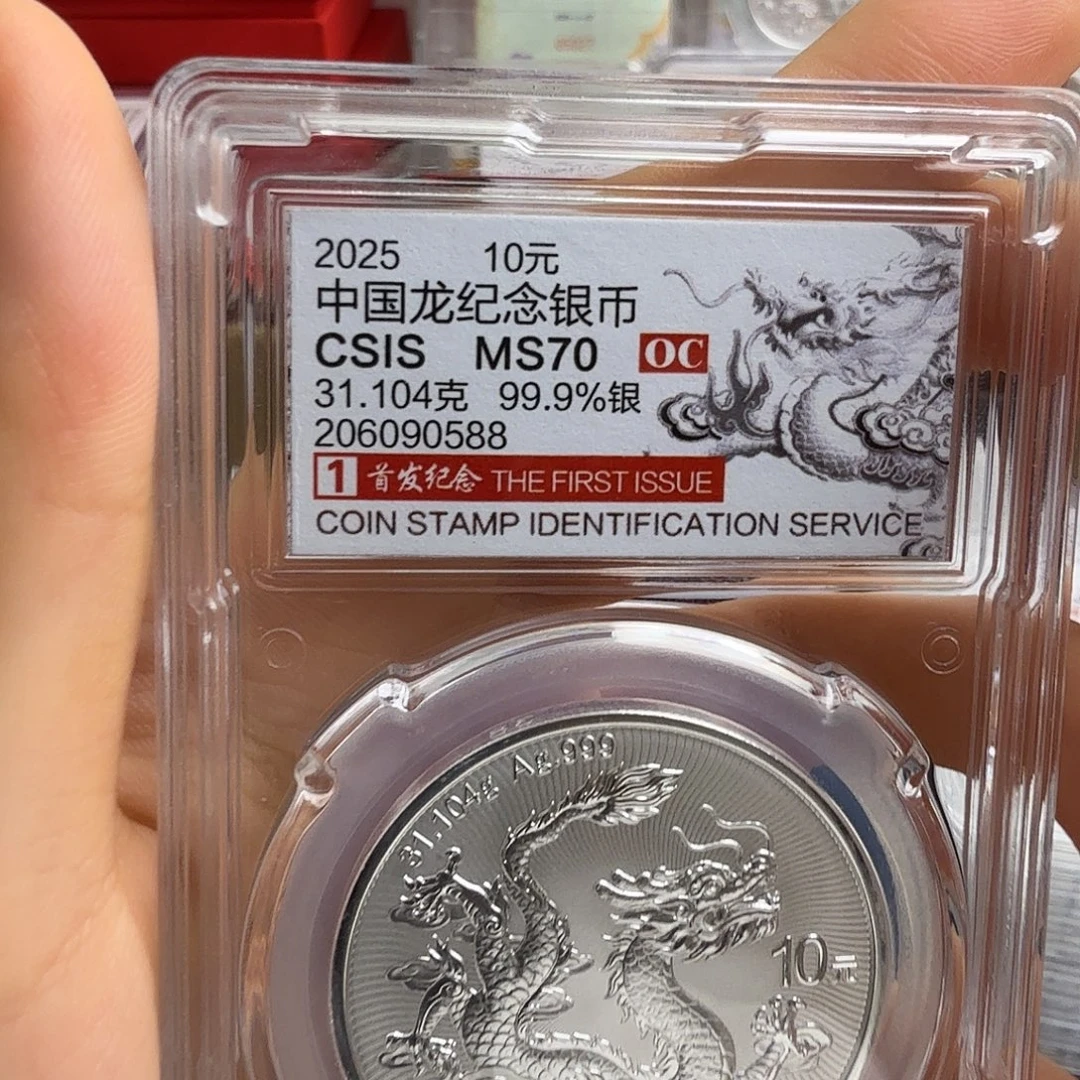 2025 10元
中国龙纪念银币
CSIS MS70 OC
31.104克 99.9%银
206090588
1 首发纪念 THE FIRST ISSUE
COIN STAMP IDENTIFICATION SERVICE
31.104g Ag.999
10元